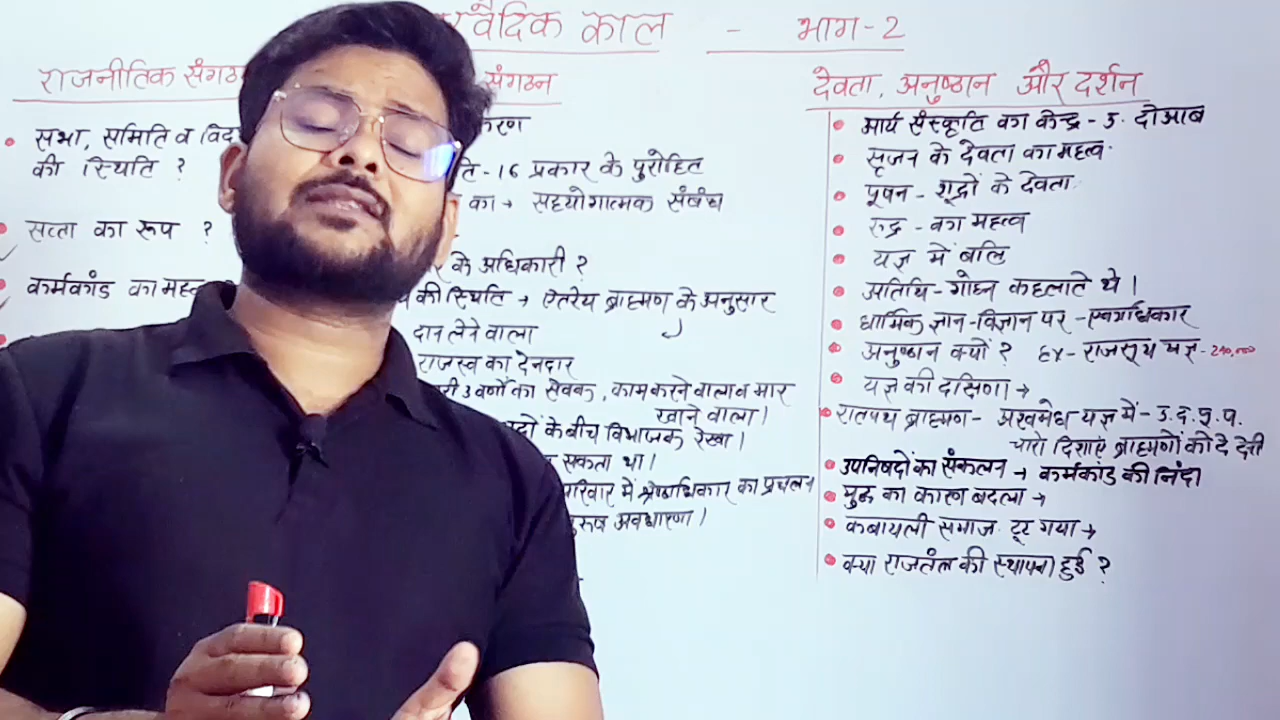 वैदिक काल - भाग-2
राजनीतिक संगठ
सभा, समिति व विद
की स्थिति ?
सत्ता का रूप ?
कर्मकांड का मह
संगठन
करण
ति-16 प्रकार के पुरोहित
का → सहयोगात्मक संबंध
के अधिकारी ?
की स्थिति → ऐतरेय ब्राह्मण के अनुसार
दान लेने वाला
राजस्व का देनदार
3 वर्णों का सेवक, काम करने वाला व मार
खाने वाला।
के बीच विभाजक रेखा।
सकता था।
परिवार में श्रेष्ठाधिकार का प्रचलन
अवधारणा।
देवता, अनुष्ठान और दर्शन
आर्य संस्कृति का केन्द्र - उ. दोआब
सृजन के देवता का महत्व
पूषन - शूद्रों के देवता
रुद्र - का महत्व
यज्ञ में बलि
अतिथि - गोघ्न कहलाते थे।
धार्मिक ज्ञान-विज्ञान पर - एकाधिकार
अनुष्ठान क्यों ? Ex - राजसूय यज्ञ - 240,000
यज्ञ की दक्षिणा →
शतपथ ब्राह्मण - अश्वमेध यज्ञ में - उ.द.पू.प.
चारो दिशाएं ब्राह्मणों को दे देती
उपनिषदों का संकलन → कर्मकांड की निंदा
युद्ध का कारण बदला →
कबायली समाज टूट गया →
क्या राजतंत्र की स्थापना हुई ?